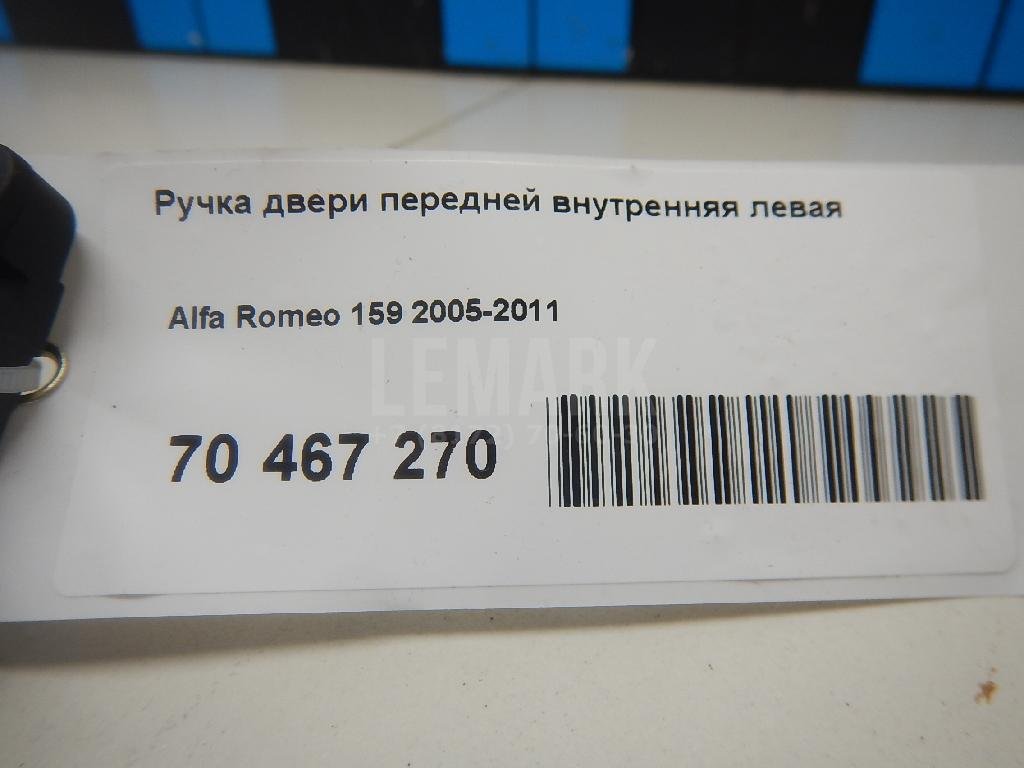 Ручка двери передней внутренняя левая
Alfa Romeo 159 2005-2011
LEMARK
70 467 270